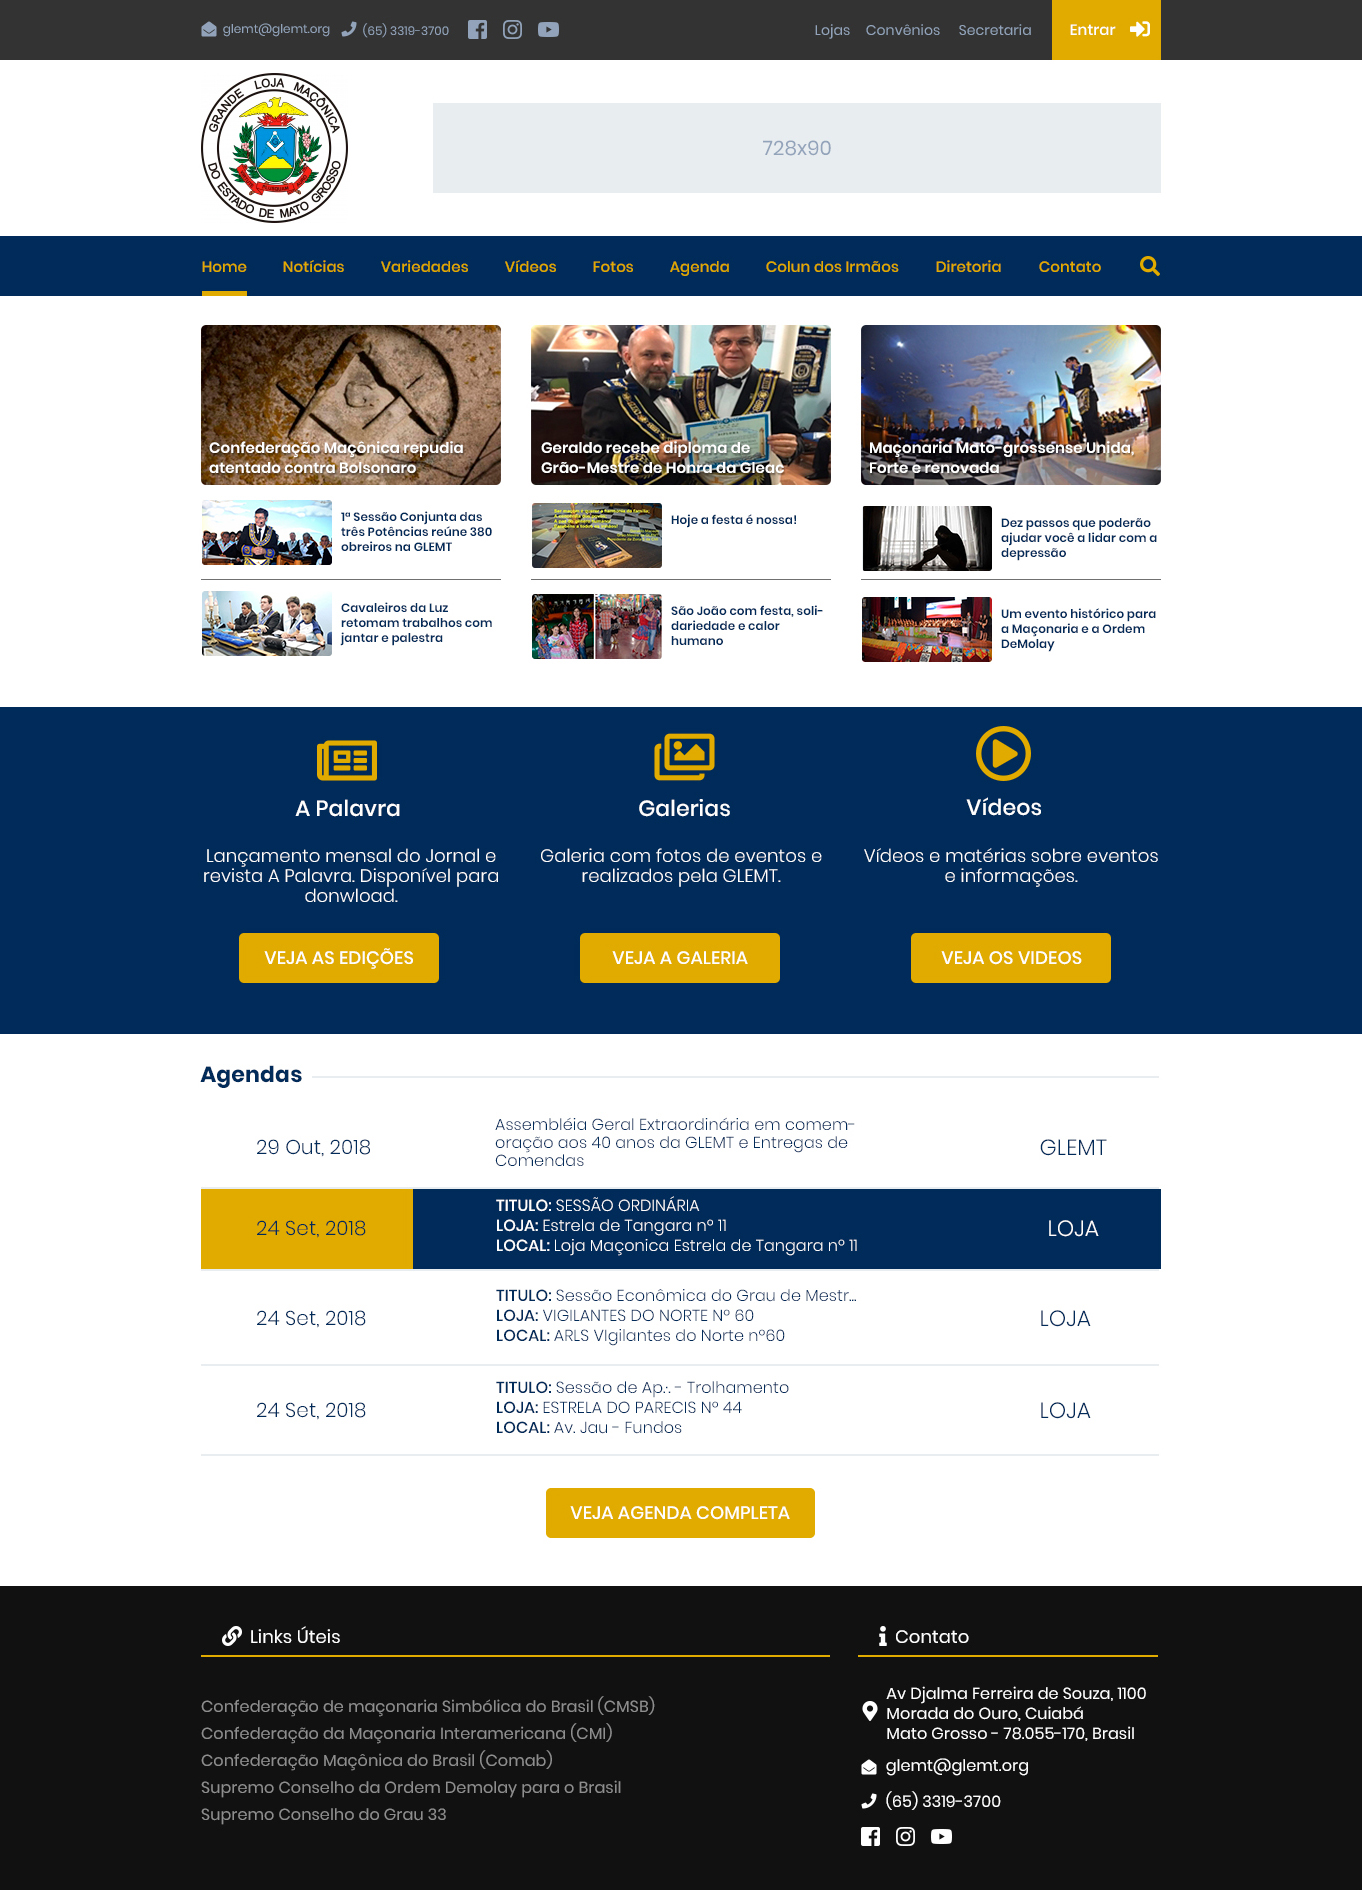 glemt@glemt.org (65) 3319-3700 Lojas Convênios Secretaria Entrar
GRANDE LOJA MAÇÔNICA
DO ESTADO DE MATO GROSSO
728x90
Home Notícias Variedades Vídeos Fotos Agenda Colun dos Irmãos Diretoria Contato
Confederação Maçônica repudia
atentado contra Bolsonaro
Geraldo recebe diploma de
Grão-Mestre de Honra da Gleac
Maçonaria Mato-grossense Unida,
Forte e renovada
1ª Sessão Conjunta das
três Potências reúne 380
obreiros na GLEMT
Hoje a festa é nossa!
Dez passos que poderão
ajudar você a lidar com a
depressão
Cavaleiros da Luz
retomam trabalhos com
jantar e palestra
São João com festa, soli-
dariedade e calor
humano
Um evento histórico para
a Maçonaria e a Ordem
DeMolay
A Palavra
Lançamento mensal do Jornal e
revista A Palavra. Disponível para
donwload.
VEJA AS EDIÇÕES
Galerias
Galeria com fotos de eventos e
realizados pela GLEMT.
VEJA A GALERIA
Vídeos
Vídeos e matérias sobre eventos
e informações.
VEJA OS VIDEOS
Agendas
29 Out, 2018
Assembléia Geral Extraordinária em comem-
oração aos 40 anos da GLEMT e Entregas de
Comendas
GLEMT
24 Set, 2018
TITULO: SESSÃO ORDINÁRIA
LOJA: Estrela de Tangara nº 11
LOCAL: Loja Maçonica Estrela de Tangara nº 11
LOJA
24 Set, 2018
TITULO: Sessão Econômica do Grau de Mestr...
LOJA: VIGILANTES DO NORTE Nº 60
LOCAL: ARLS VIgilantes do Norte nº60
LOJA
24 Set, 2018
TITULO: Sessão de Ap.·. - Trolhamento
LOJA: ESTRELA DO PARECIS Nº 44
LOCAL: Av. Jau - Fundos
LOJA
VEJA AGENDA COMPLETA
Links Úteis
Confederação de maçonaria Simbólica do Brasil (CMSB)
Confederação da Maçonaria Interamericana (CMI)
Confederação Maçônica do Brasil (Comab)
Supremo Conselho da Ordem Demolay para o Brasil
Supremo Conselho do Grau 33
Contato
Av Djalma Ferreira de Souza, 1100
Morada do Ouro, Cuiabá
Mato Grosso - 78.055-170, Brasil
glemt@glemt.org
(65) 3319-3700